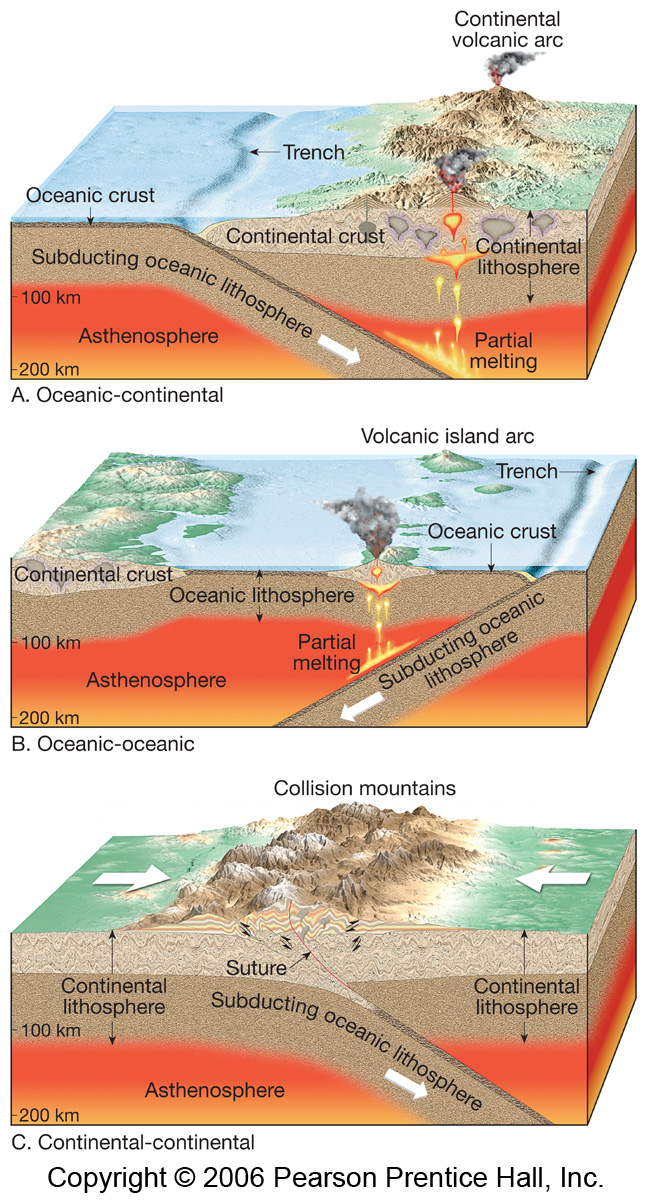 Continental
volcanic arc
Trench
Oceanic crust
Continental crust
Continental
lithosphere
Subducting oceanic lithosphere
100 km
Asthenosphere
Partial
melting
200 km
A. Oceanic-continental
Volcanic island arc
Trench
Oceanic crust
Continental crust
Oceanic lithosphere
100 km
Partial
melting
Subducting oceanic
lithosphere
Asthenosphere
200 km
B. Oceanic-oceanic
Collision mountains
Suture
Continental
lithosphere
Continental
lithosphere
Subducting oceanic lithosphere
100 km
Asthenosphere
200 km
C. Continental-continental
Copyright © 2006 Pearson Prentice Hall, Inc.